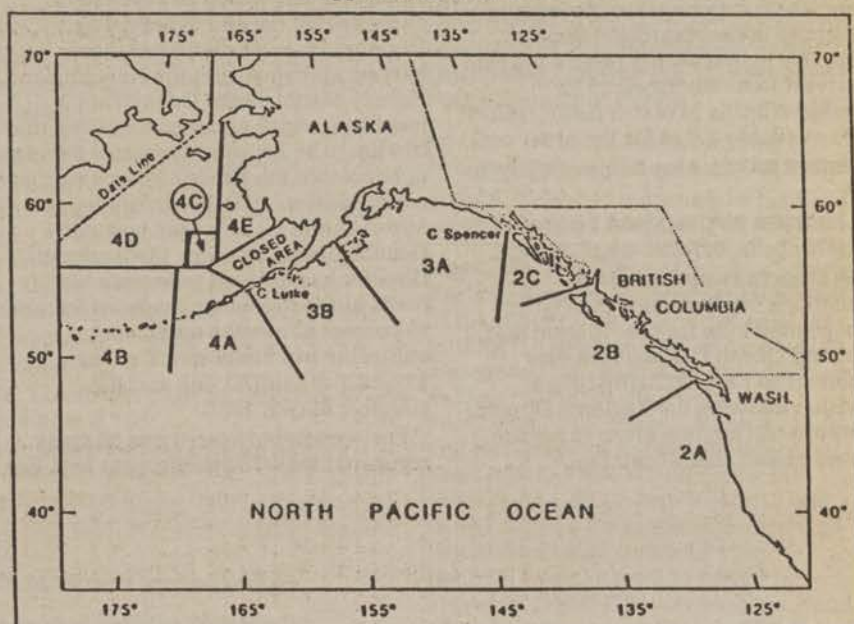 175° 165° 155° 145° 135° 125°
70° 70°
ALASKA
Date Line
4C
60° 60°
4D 4E
CLOSED AREA
C Spencer
3A
2C
BRITISH
COLUMBIA
C Lutke
3B
4B 4A
50° 50°
2B
WASH.
2A
40° 40°
NORTH PACIFIC OCEAN
175° 165° 155° 145° 135° 125°